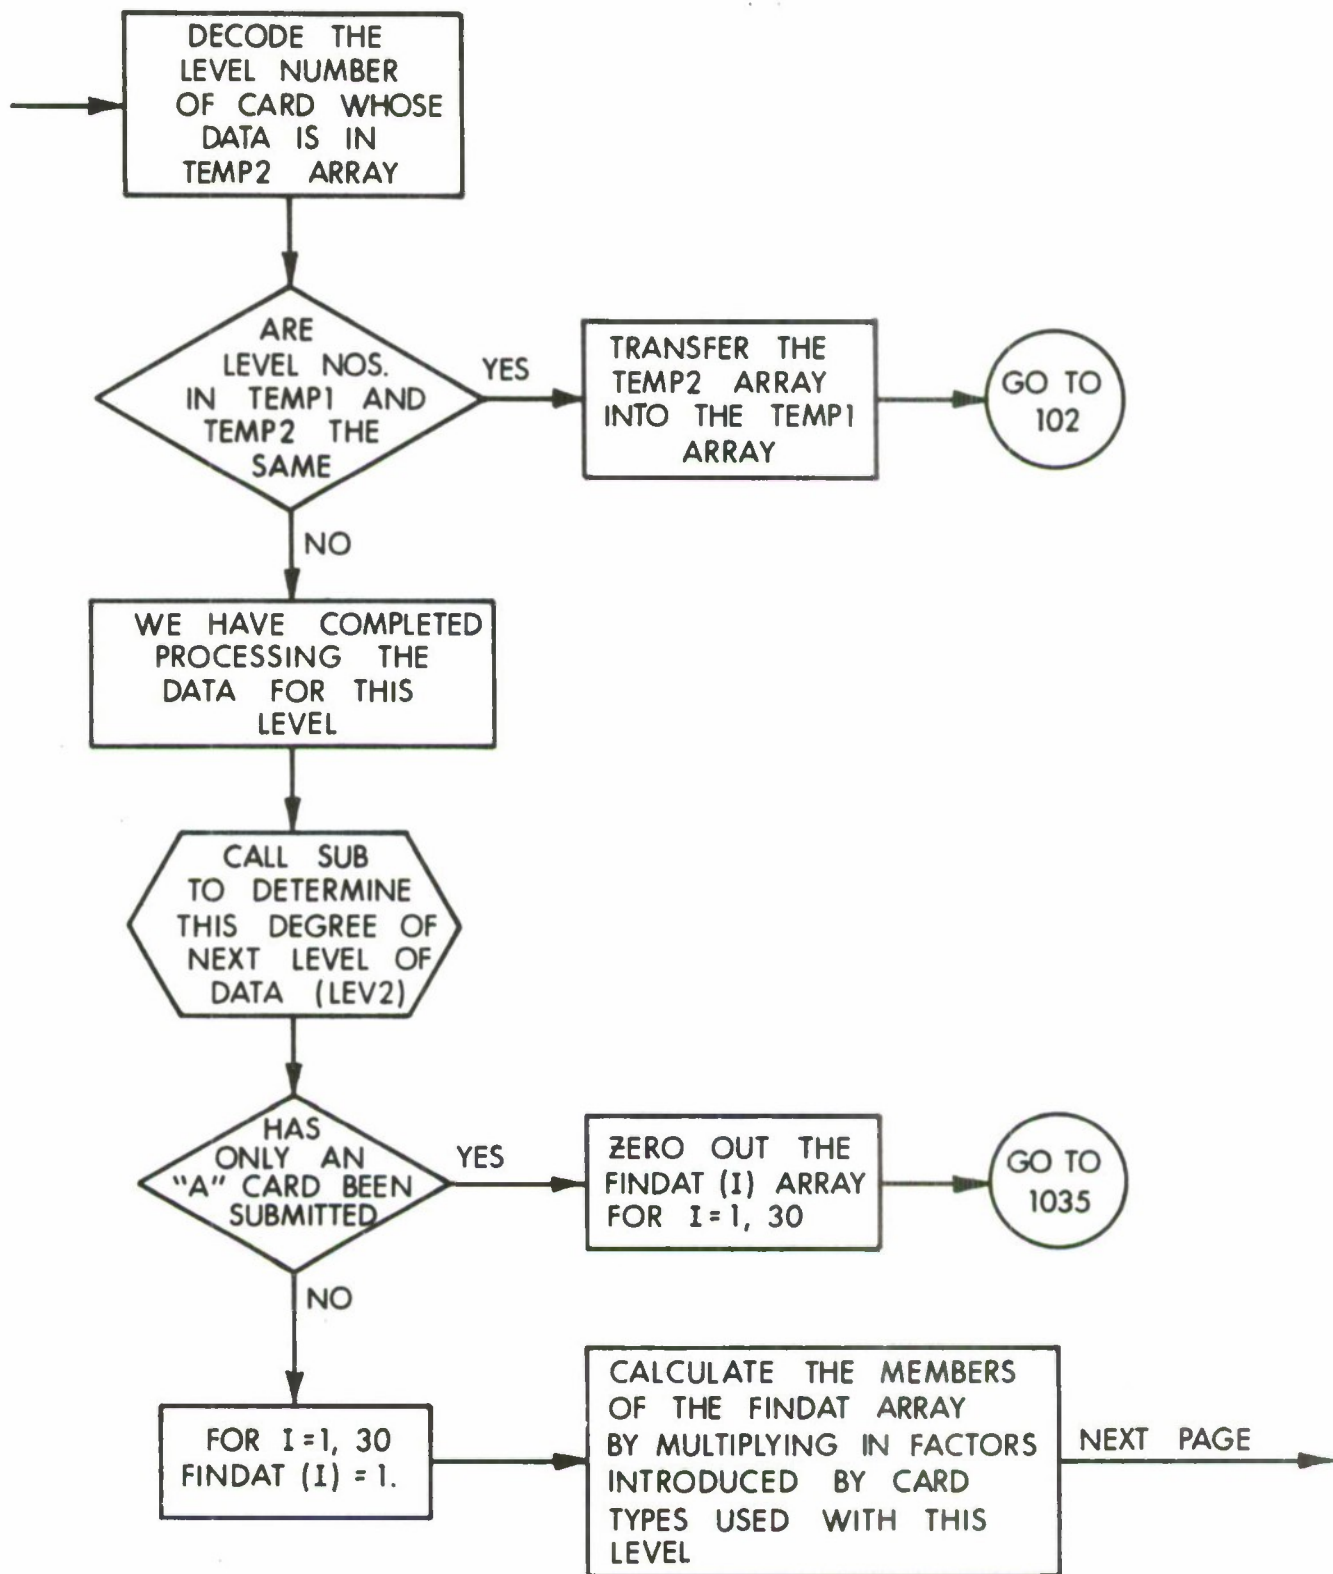 DECODE THE
LEVEL NUMBER
OF CARD WHOSE
DATA IS IN
TEMP2 ARRAY
ARE
LEVEL NOS.
IN TEMP1 AND
TEMP2 THE
SAME
YES
TRANSFER THE
TEMP2 ARRAY
INTO THE TEMP1
ARRAY
GO TO
102
NO
WE HAVE COMPLETED
PROCESSING THE
DATA FOR THIS
LEVEL
CALL SUB
TO DETERMINE
THIS DEGREE OF
NEXT LEVEL OF
DATA (LEV2)
HAS
ONLY AN
"A" CARD BEEN
SUBMITTED
YES
ZERO OUT THE
FINDAT (I) ARRAY
FOR I=1, 30
GO TO
1035
NO
FOR I=1, 30
FINDAT (I) = 1.
CALCULATE THE MEMBERS
OF THE FINDAT ARRAY
BY MULTIPLYING IN FACTORS
INTRODUCED BY CARD
TYPES USED WITH THIS
LEVEL
NEXT PAGE